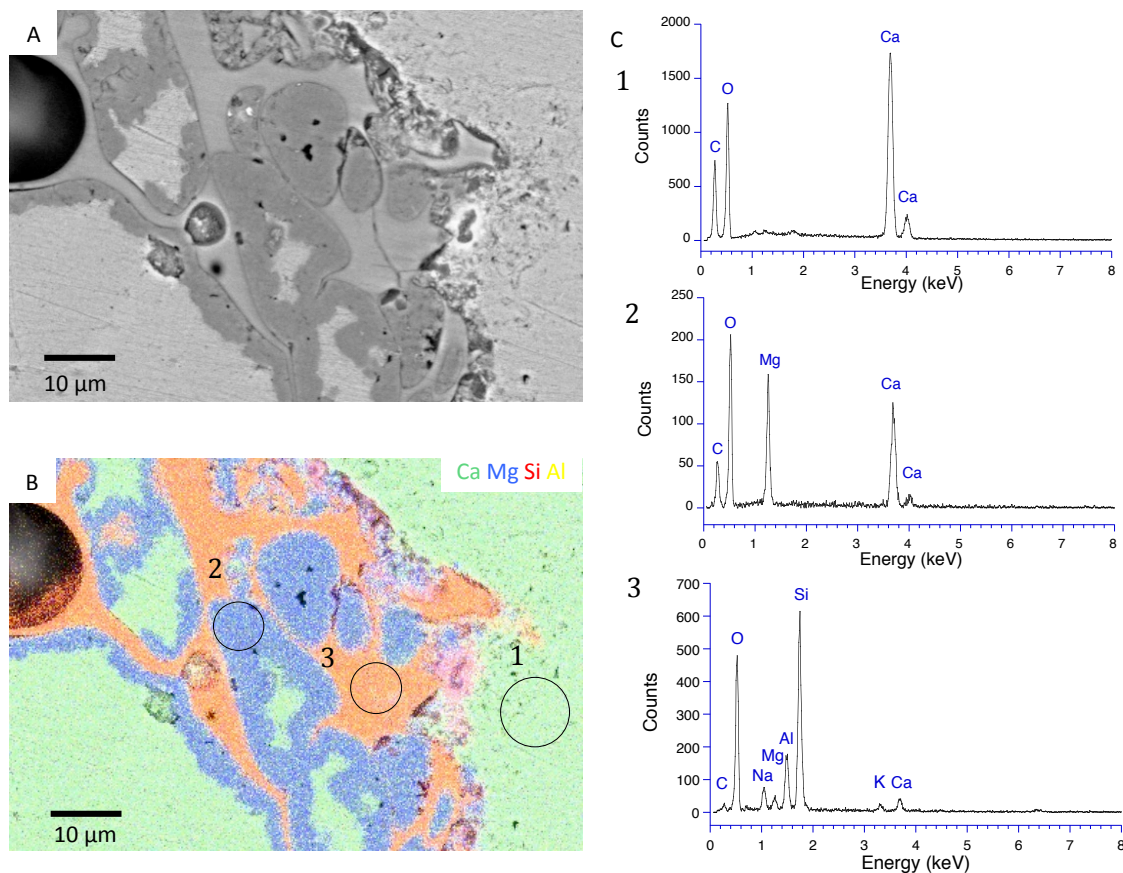 A
10 µm
B
Ca Mg Si Al
2
3
1
10 µm
C
1
Counts
2000
1500
1000
500
0
C
O
Ca
Ca
0 1 2 3 4 5 6 7 8
Energy (keV)
2
Counts
250
200
150
100
50
0
C
O
Mg
Ca
Ca
0 1 2 3 4 5 6 7 8
Energy (keV)
3
Counts
700
600
500
400
300
200
100
0
C
O
Na
Mg
Al
Si
K Ca
0 1 2 3 4 5 6 7 8
Energy (keV)